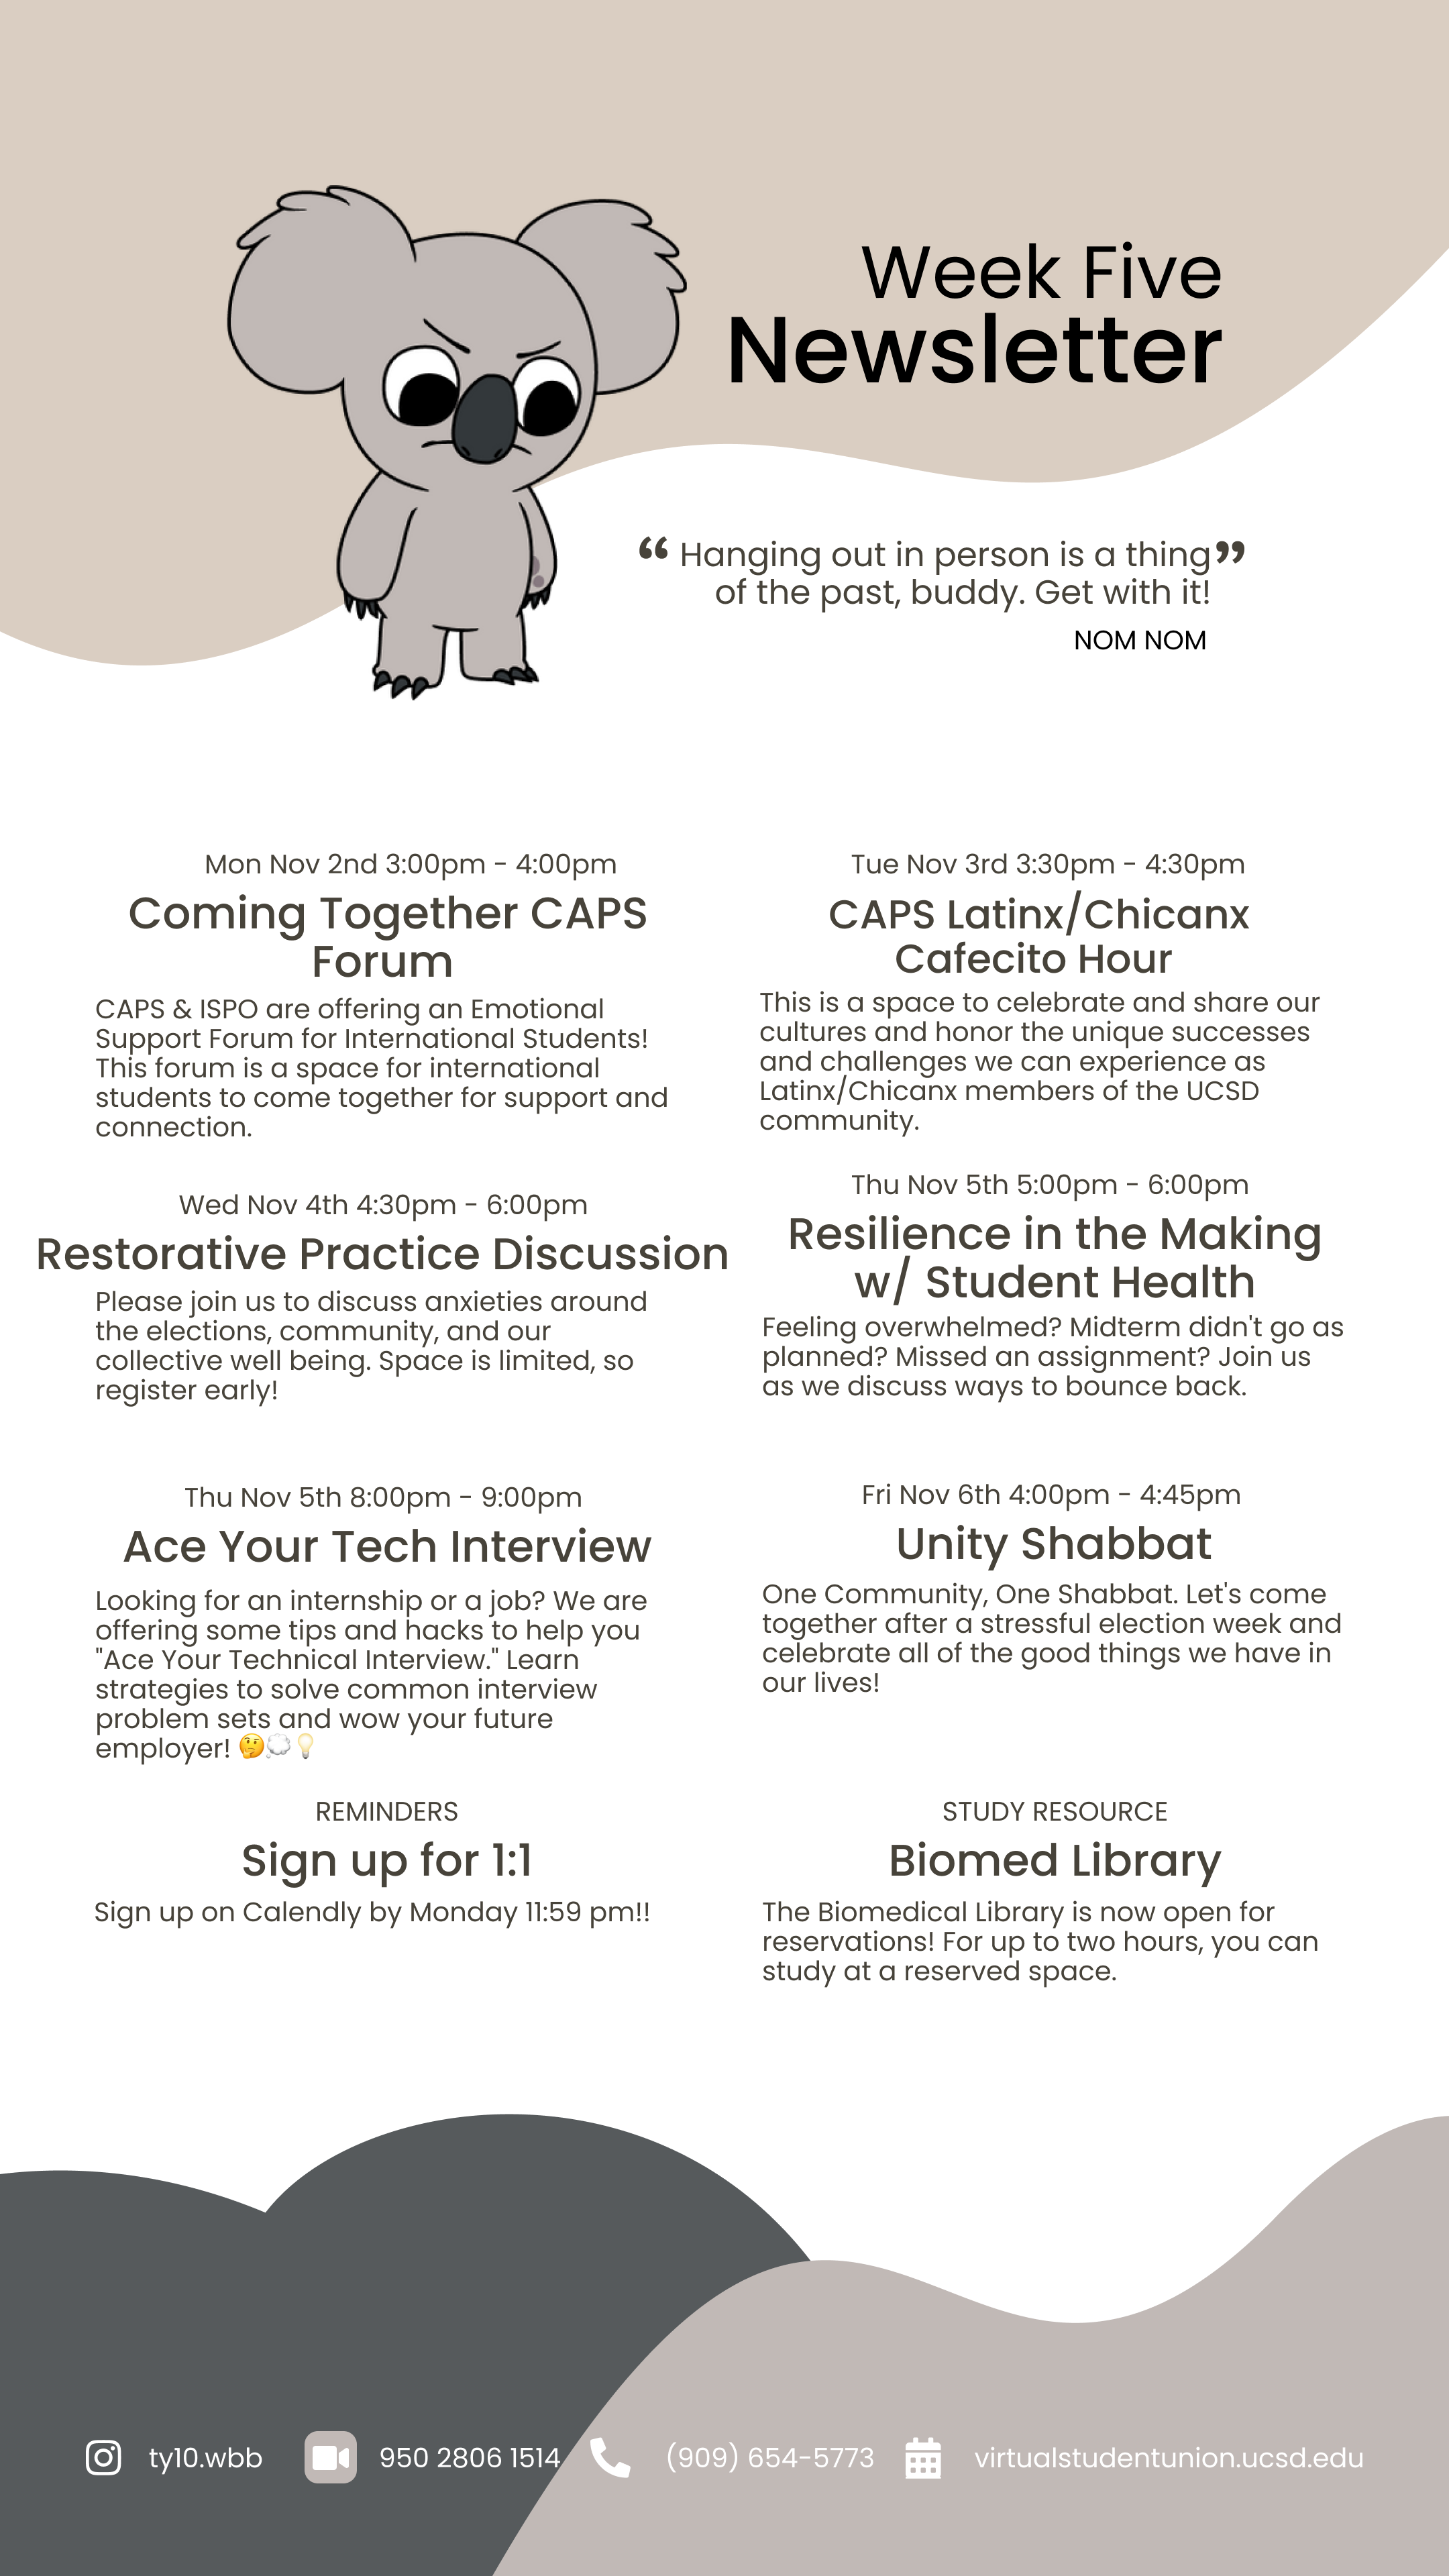 Week Five
Newsletter
“ Hanging out in person is a thing ”
of the past, buddy. Get with it!
NOM NOM
Mon Nov 2nd 3:00pm - 4:00pm
Coming Together CAPS
Forum
CAPS & ISPO are offering an Emotional
Support Forum for International Students!
This forum is a space for international
students to come together for support and
connection.
Tue Nov 3rd 3:30pm - 4:30pm
CAPS Latinx/Chicanx
Cafecito Hour
This is a space to celebrate and share our
cultures and honor the unique successes
and challenges we can experience as
Latinx/Chicanx members of the UCSD
community.
Wed Nov 4th 4:30pm - 6:00pm
Restorative Practice Discussion
Please join us to discuss anxieties around
the elections, community, and our
collective well being. Space is limited, so
register early!
Thu Nov 5th 5:00pm - 6:00pm
Resilience in the Making
w/ Student Health
Feeling overwhelmed? Midterm didn't go as
planned? Missed an assignment? Join us
as we discuss ways to bounce back.
Thu Nov 5th 8:00pm - 9:00pm
Ace Your Tech Interview
Looking for an internship or a job? We are
offering some tips and hacks to help you
"Ace Your Technical Interview." Learn
strategies to solve common interview
problem sets and wow your future
employer! 🤔💭💡
Fri Nov 6th 4:00pm - 4:45pm
Unity Shabbat
One Community, One Shabbat. Let's come
together after a stressful election week and
celebrate all of the good things we have in
our lives!
REMINDERS
Sign up for 1:1
Sign up on Calendly by Monday 11:59 pm!!
STUDY RESOURCE
Biomed Library
The Biomedical Library is now open for
reservations! For up to two hours, you can
study at a reserved space.
ty10.wbb
950 2806 1514
(909) 654-5773
virtualstudentunion.ucsd.edu